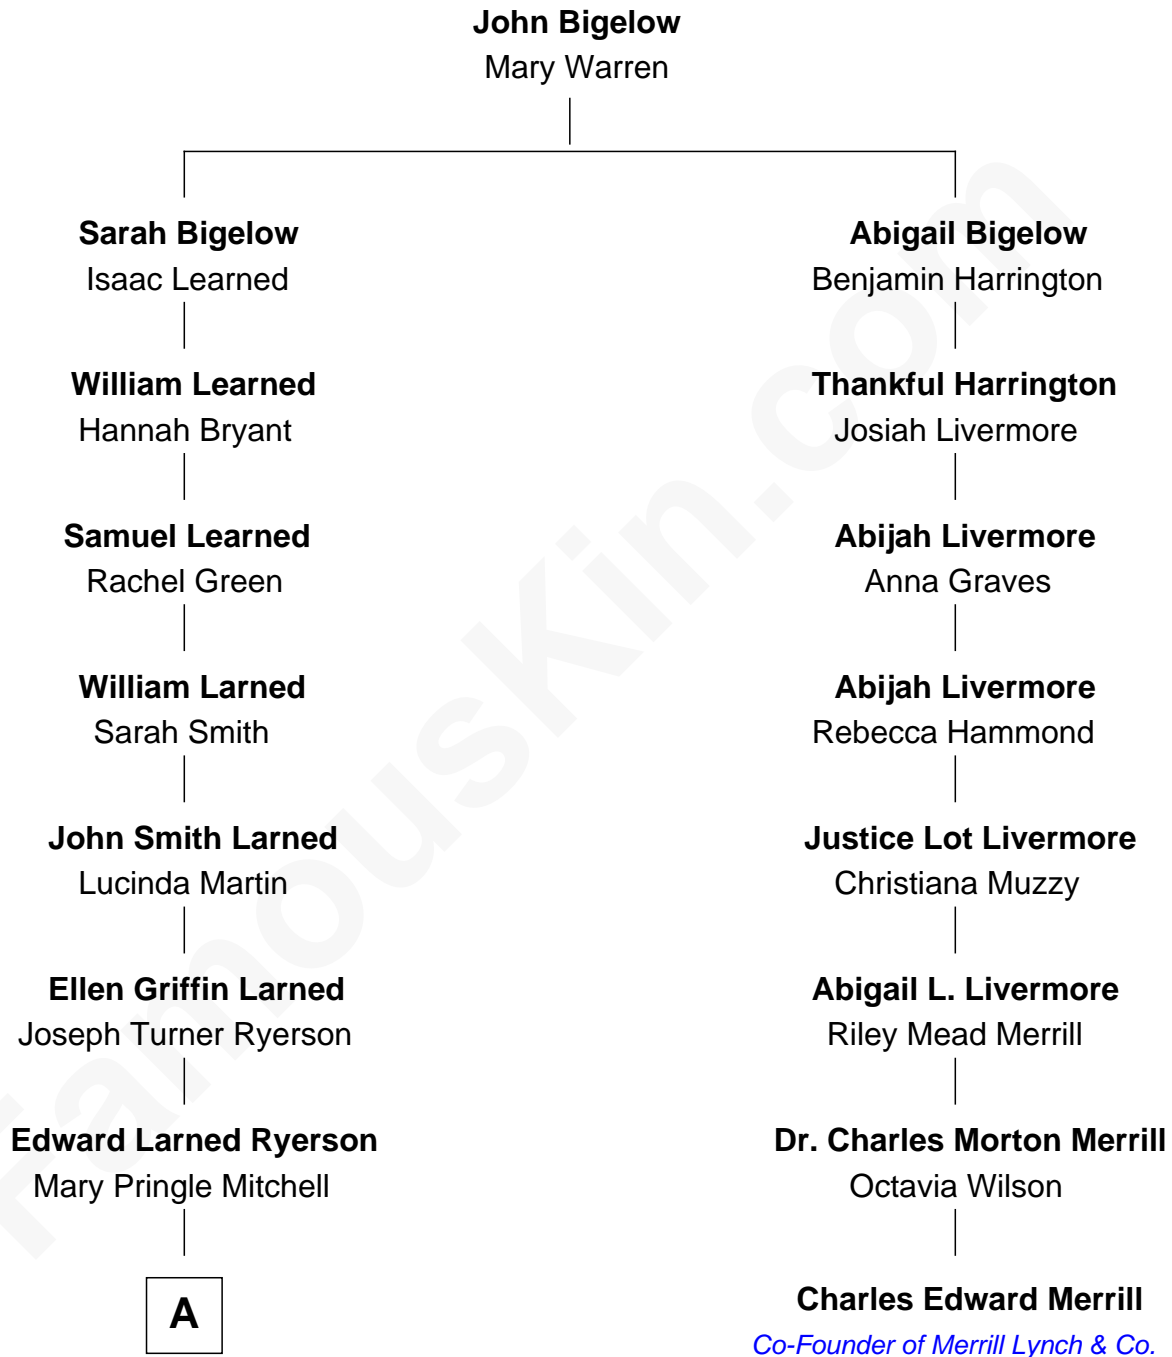 John Bigelow
Mary Warren
Sarah Bigelow
Isaac Learned
Abigail Bigelow
Benjamin Harrington
William Learned
Hannah Bryant
Thankful Harrington
Josiah Livermore
Samuel Learned
Rachel Green
Abijah Livermore
Anna Graves
William Larned
Sarah Smith
Abijah Livermore
Rebecca Hammond
John Smith Larned
Lucinda Martin
Justice Lot Livermore
Christiana Muzzy
Ellen Griffin Larned
Joseph Turner Ryerson
Abigail L. Livermore
Riley Mead Merrill
Edward Larned Ryerson
Mary Pringle Mitchell
Dr. Charles Morton Merrill
Octavia Wilson
A
Charles Edward Merrill
Co-Founder of Merrill Lynch & Co.
FamousKin.com